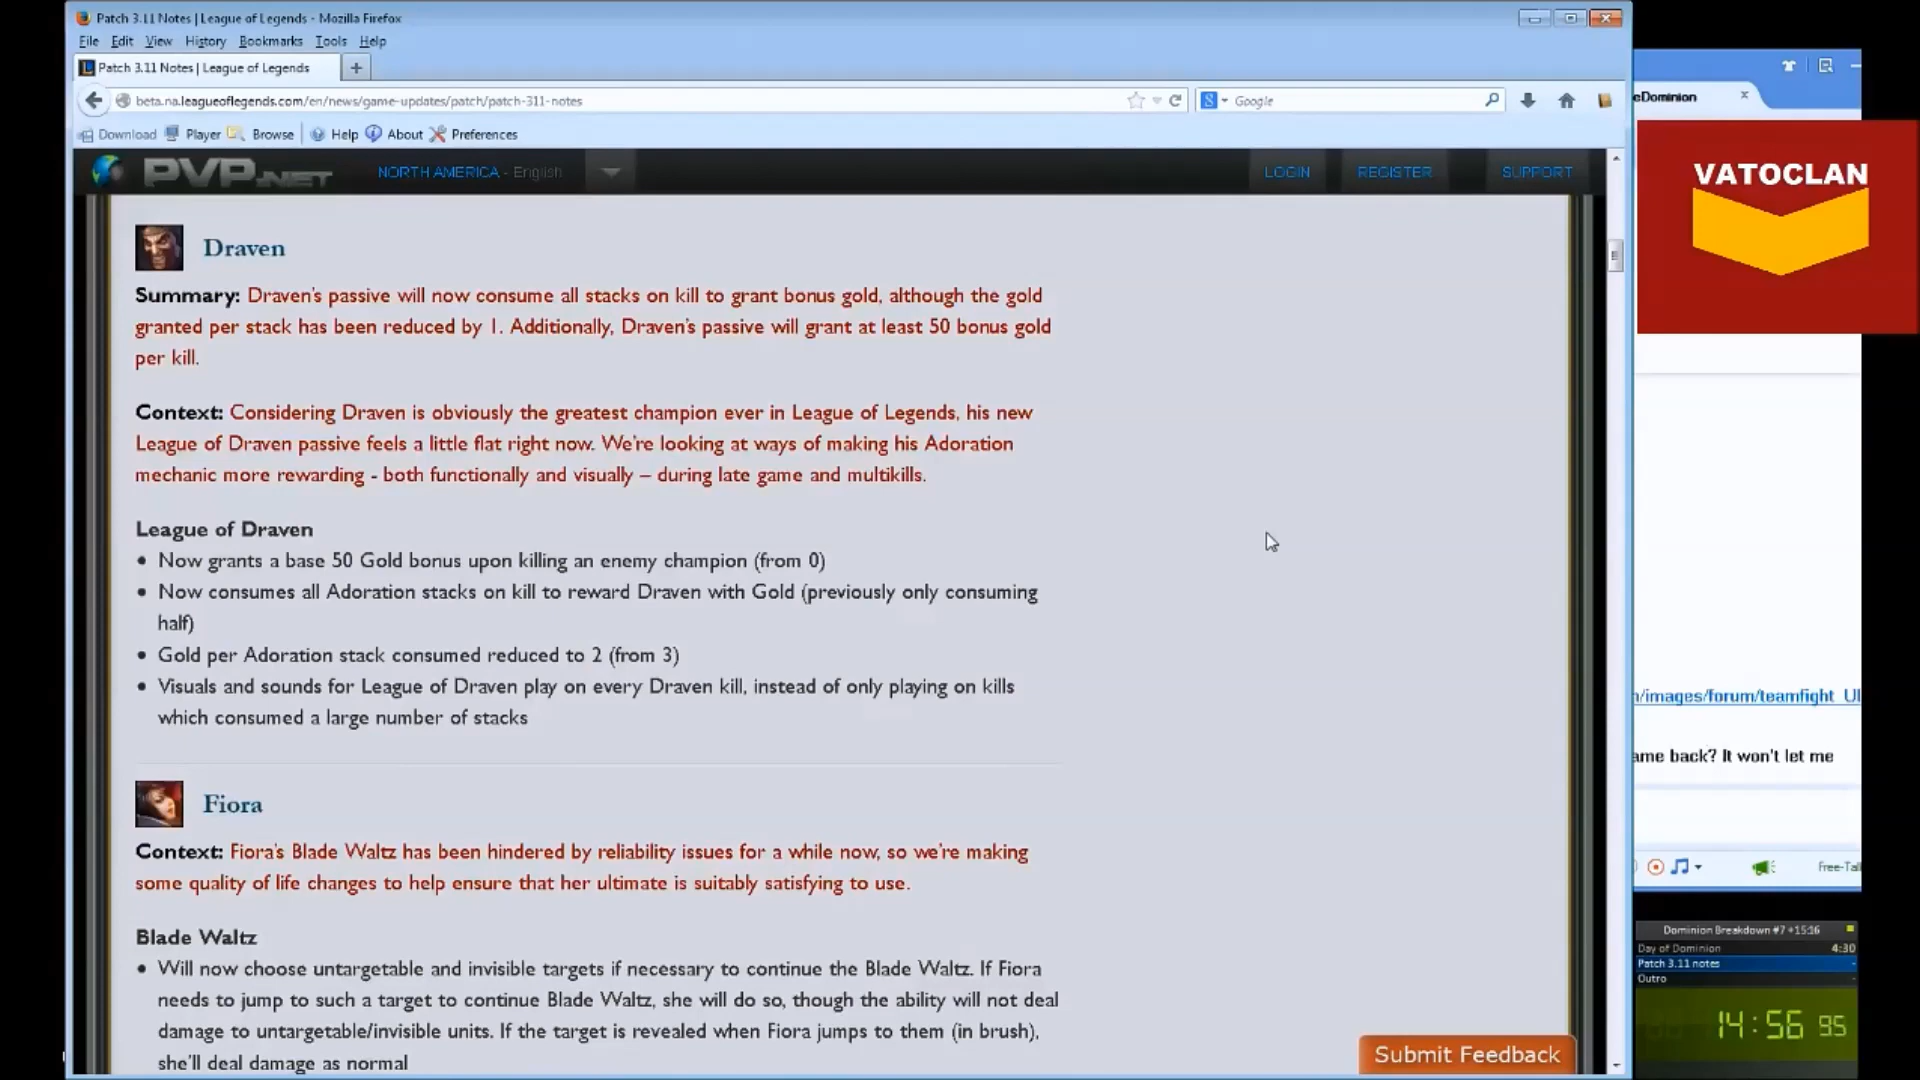 Patch 3.11 Notes | League of Legends - Mozilla Firefox
File Edit View History Bookmarks Tools Help
Patch 3.11 Notes | League of Legends
beta.na.leagueoflegends.com/en/news/game-updates/patch/patch-311-notes
Google
Download Player Browse Help About Preferences
PVP.NET
NORTH AMERICA - English
LOGIN
REGISTER
SUPPORT
Draven
Summary: Draven's passive will now consume all stacks on kill to grant bonus gold, although the gold
granted per stack has been reduced by 1. Additionally, Draven's passive will grant at least 50 bonus gold
per kill.
Context: Considering Draven is obviously the greatest champion ever in League of Legends, his new
League of Draven passive feels a little flat right now. We're looking at ways of making his Adoration
mechanic more rewarding - both functionally and visually – during late game and multikills.
League of Draven
• Now grants a base 50 Gold bonus upon killing an enemy champion (from 0)
• Now consumes all Adoration stacks on kill to reward Draven with Gold (previously only consuming
half)
• Gold per Adoration stack consumed reduced to 2 (from 3)
• Visuals and sounds for League of Draven play on every Draven kill, instead of only playing on kills
which consumed a large number of stacks
Fiora
Context: Fiora's Blade Waltz has been hindered by reliability issues for a while now, so we're making
some quality of life changes to help ensure that her ultimate is suitably satisfying to use.
Blade Waltz
• Will now choose untargetable and invisible targets if necessary to continue the Blade Waltz. If Fiora
needs to jump to such a target to continue Blade Waltz, she will do so, though the ability will not deal
damage to untargetable/invisible units. If the target is revealed when Fiora jumps to them (in brush),
she'll deal damage as normal
Submit Feedback
eDominion
VATOCLAN
/images/forum/teamfight_UI
ame back? It won't let me
Free-Tal
Dominion Breakdown #7 +15:16
Day of Dominion 4:30
Patch 3.11 notes -
Outro -
14:56 95